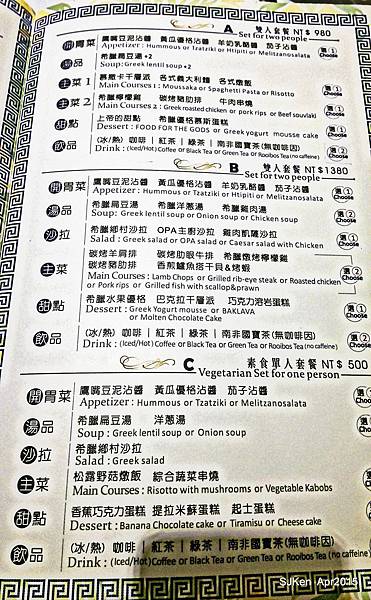 A 雙人套餐 NT$ 980
Set for two people
開胃菜 鷹嘴豆泥沾醬 黃瓜優格沾醬 羊奶乳酪醬 茄子沾醬 選①
Appetizer : Hummous or Tzatziki or Htipiti or Melitzanosalata Choose
湯品 希臘扁豆湯×2
Soup: Greek lentil soup ×2
主菜1 慕撒卡千層派 各式義大利麵 各式燉飯 選①
Main Courses 1 : Moussaka or Spaghetti Pasta or Risotto Choose
主菜2 希臘檸檬雞 碳烤豬肋排 牛肉串燒 選①
Main Courses 2 : Greek roasted chicken or pork rips or Beef souvlaki Choose
甜點 上帝的甜點 希臘優格慕斯蛋糕 選①
Dessert : FOOD FOR THE GODS or Greek yogurt mousse cake Choose
飲品 (冰/熱) 咖啡 | 紅茶 | 綠茶 | 南非國寶茶(無咖啡因) 選②
Drink : (Iced/Hot) Coffee or Black Tea or Green Tea or Rooibos Tea (no caffeine) Choose
B 雙人套餐 NT$1380
Set for two people
開胃菜 鷹嘴豆泥沾醬 黃瓜優格沾醬 羊奶乳酪醬 茄子沾醬 選①
Appetizer : Hummous or Tzatziki or Htipiti or Melitzanosalata Choose
湯品 希臘扁豆湯 希臘洋蔥湯 希臘雞肉湯 選②
Soup: Greek lentil soup or Onion soup or Chicken soup Choose
沙拉 希臘鄉村沙拉 OPA主廚沙拉 雞肉凱薩沙拉 選①
Salad : Greek salad or OPA salad or Caesar salad with Chicken Choose
主菜 碳烤羊肩排 碳烤肋眼牛排 希臘燉烤檸檬雞 選②
碳烤豬肋排 香煎鱸魚搭干貝&烤蝦 Choose
Main Courses : Lamb Chops or Grilled rib-eye steak or Roasted chicken
or Pork rips or Grilled fish with scallop&prawn
甜點 希臘水果優格 巴克拉千層派 巧克力溶岩蛋糕 選②
Dessert : Greek Yogurt mousse or BAKLAVA Choose
or Molten Chocolate Cake
飲品 (冰/熱) 咖啡 | 紅茶 | 綠茶 | 南非國寶茶(無咖啡因) 選②
Drink : (Iced/Hot) Coffee or Black Tea or Green Tea or Rooibos Tea (no caffeine) Choose
C 素食單人套餐 NT$ 500
Vegetarian Set for one person
開胃菜 鷹嘴豆泥沾醬 黃瓜優格沾醬 茄子沾醬
Appetizer : Hummous or Tzatziki or Melitzanosalata
湯品 希臘扁豆湯 洋蔥湯
Soup : Greek lentil soup or Onion soup
沙拉 希臘鄉村沙拉
Salad : Greek salad
主菜 松露野菇燉飯 綜合蔬菜串燒
Main Courses : Risotto with mushrooms or Vegetable Kabobs
甜點 香蕉巧克力蛋糕 提拉米蘇蛋糕 起士蛋糕
Dessert : Banana Chocolate cake or Tiramisu or Cheese cake
飲品 (冰/熱) 咖啡 | 紅茶 | 綠茶 | 南非國寶茶(無咖啡因)
Drink : (Iced/Hot) Coffee or Black Tea or Green Tea or Rooibos Tea (no caffeine)
SJKen Apr2015